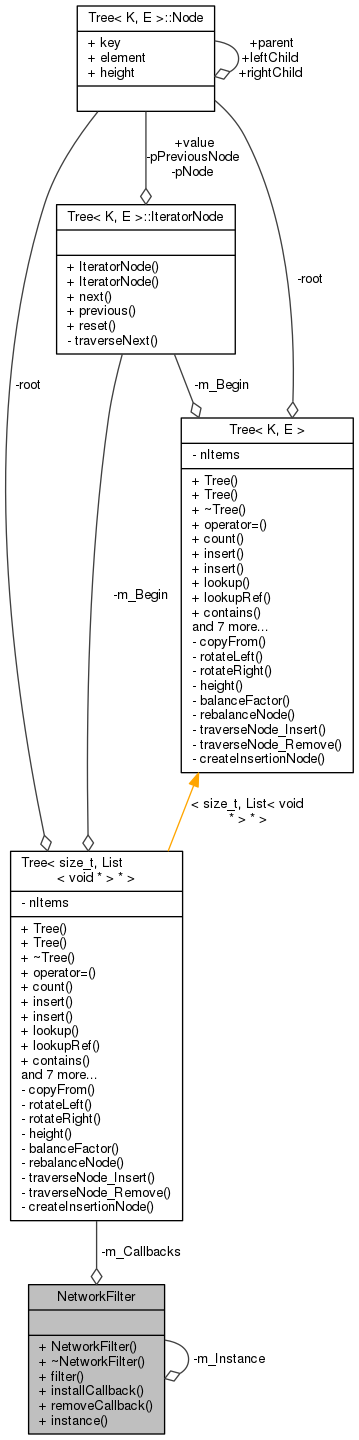 Tree< K, E >::Node
+ key
+ element
+ height
+parent
+leftChild
+rightChild
+value
-pPreviousNode
-pNode
Tree< K, E >::IteratorNode
+ IteratorNode()
+ IteratorNode()
+ next()
+ previous()
+ reset()
- traverseNext()
-root
-root
-m_Begin
Tree< K, E >
- nItems
+ Tree()
+ Tree()
+ ~Tree()
+ operator=()
+ count()
+ insert()
+ insert()
+ lookup()
+ lookupRef()
+ contains()
and 7 more...
- copyFrom()
- rotateLeft()
- rotateRight()
- height()
- balanceFactor()
- rebalanceNode()
- traverseNode_Insert()
- traverseNode_Remove()
- createInsertionNode()
-m_Begin
< size_t, List< void
* > * >
Tree< size_t, List
< void * > * >
- nItems
+ Tree()
+ Tree()
+ ~Tree()
+ operator=()
+ count()
+ insert()
+ insert()
+ lookup()
+ lookupRef()
+ contains()
and 7 more...
- copyFrom()
- rotateLeft()
- rotateRight()
- height()
- balanceFactor()
- rebalanceNode()
- traverseNode_Insert()
- traverseNode_Remove()
- createInsertionNode()
-m_Callbacks
NetworkFilter
+ NetworkFilter()
+ ~NetworkFilter()
+ filter()
+ installCallback()
+ removeCallback()
+ instance()
-m_Instance